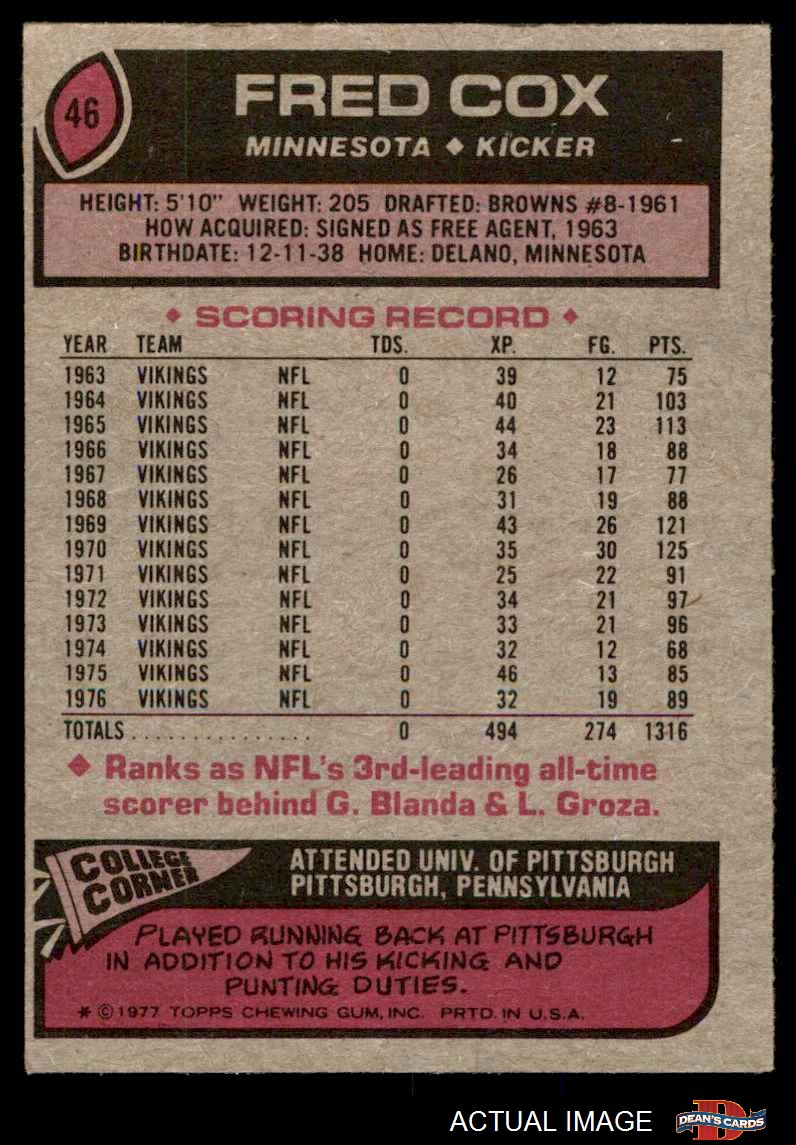 46
FRED COX
MINNESOTA ◆ KICKER
HEIGHT: 5'10" WEIGHT: 205 DRAFTED: BROWNS #8-1961
HOW ACQUIRED: SIGNED AS FREE AGENT, 1963
BIRTHDATE: 12-11-38 HOME: DELANO, MINNESOTA
◆ SCORING RECORD ◆
YEAR TEAM TDS. XP. FG. PTS.
1963 VIKINGS NFL 0 39 12 75
1964 VIKINGS NFL 0 40 21 103
1965 VIKINGS NFL 0 44 23 113
1966 VIKINGS NFL 0 34 18 88
1967 VIKINGS NFL 0 26 17 77
1968 VIKINGS NFL 0 31 19 88
1969 VIKINGS NFL 0 43 26 121
1970 VIKINGS NFL 0 35 30 125
1971 VIKINGS NFL 0 25 22 91
1972 VIKINGS NFL 0 34 21 97
1973 VIKINGS NFL 0 33 21 96
1974 VIKINGS NFL 0 32 12 68
1975 VIKINGS NFL 0 46 13 85
1976 VIKINGS NFL 0 32 19 89
TOTALS............... 0 494 274 1316
◆ Ranks as NFL's 3rd-leading all-time
scorer behind G. Blanda & L. Groza.
COLLEGE
CORNER
ATTENDED UNIV. OF PITTSBURGH
PITTSBURGH, PENNSYLVANIA
PLAYED RUNNING BACK AT PITTSBURGH
IN ADDITION TO HIS KICKING AND
PUNTING DUTIES.
* © 1977 TOPPS CHEWING GUM, INC. PRTD. IN U.S.A.
ACTUAL IMAGE
D
DEAN'S CARDS